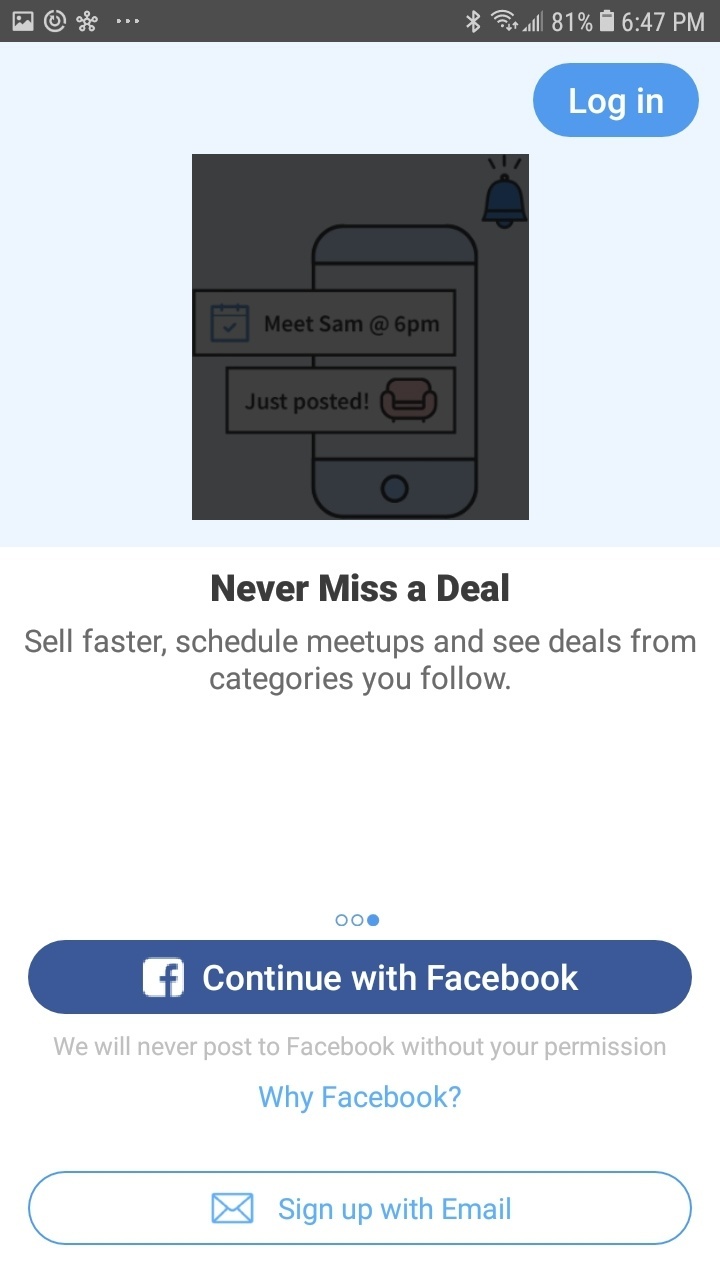 81% 6:47 PM
Log in
Meet Sam @ 6pm
Just posted!
Never Miss a Deal
Sell faster, schedule meetups and see deals from
categories you follow.
Continue with Facebook
We will never post to Facebook without your permission
Why Facebook?
Sign up with Email